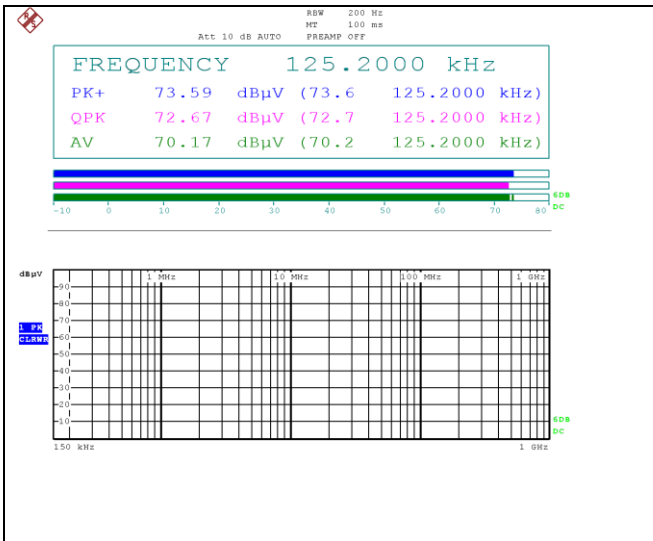 RBW 200 Hz
MT 100 ms
Att 10 dB AUTO PREAMP OFF
FREQUENCY 125.2000 kHz
PK+ 73.59 dBµV (73.6 125.2000 kHz)
QPK 72.67 dBµV (72.7 125.2000 kHz)
AV 70.17 dBµV (70.2 125.2000 kHz)
-10 0 10 20 30 40 50 60 70 80
6DB
DC
dBµV
1 MHz 10 MHz 100 MHz 1 GHz
90
80
70
1 PK
CLRWR
60
50
40
30
20
10
6DB
DC
150 kHz 1 GHz